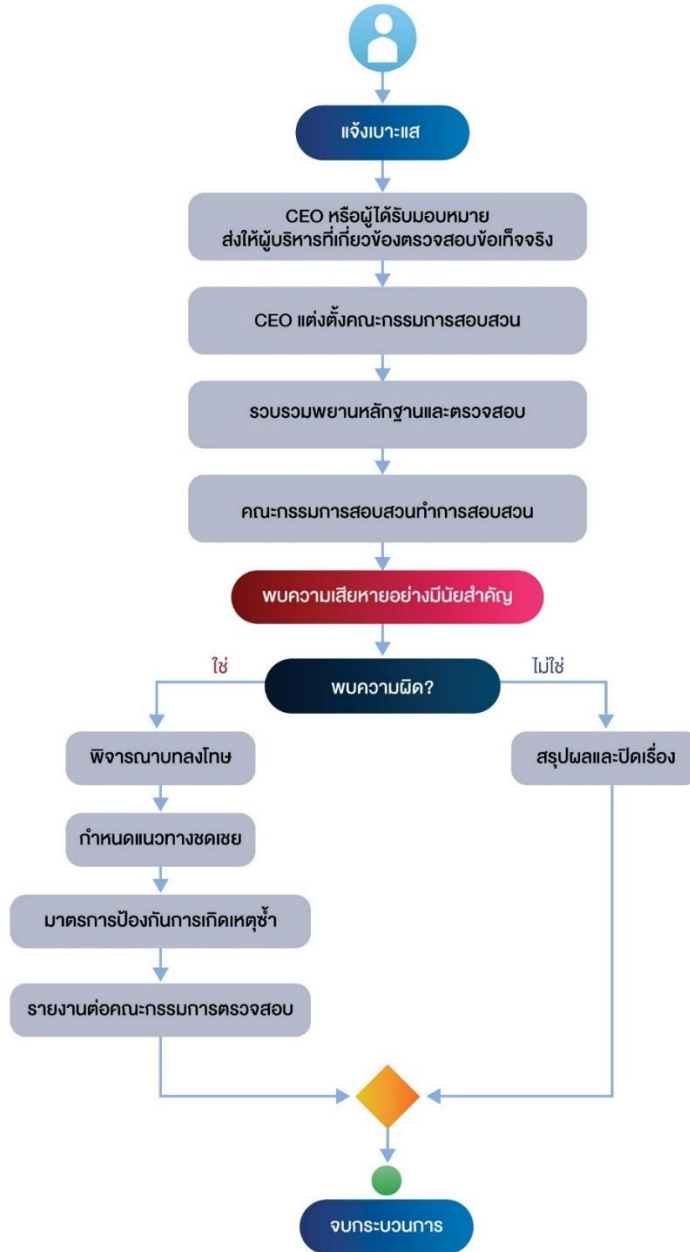 แจ้งเบาะแส
CEO หรือผู้ได้รับมอบหมาย
ส่งให้ผู้บริหารที่เกี่ยวข้องตรวจสอบข้อเท็จจริง
CEO แต่งตั้งคณะกรรมการสอบสวน
รวบรวมพยานหลักฐานและตรวจสอบ
คณะกรรมการสอบสวนทำการสอบสวน
พบความเสียหายอย่างมีนัยสำคัญ
พบความผิด?
ใช่
ไม่ใช่
พิจารณาบทลงโทษ
สรุปผลและปิดเรื่อง
กำหนดแนวทางชดเชย
มาตรการป้องกันการเกิดเหตุซ้ำ
รายงานต่อคณะกรรมการตรวจสอบ
จบกระบวนการ